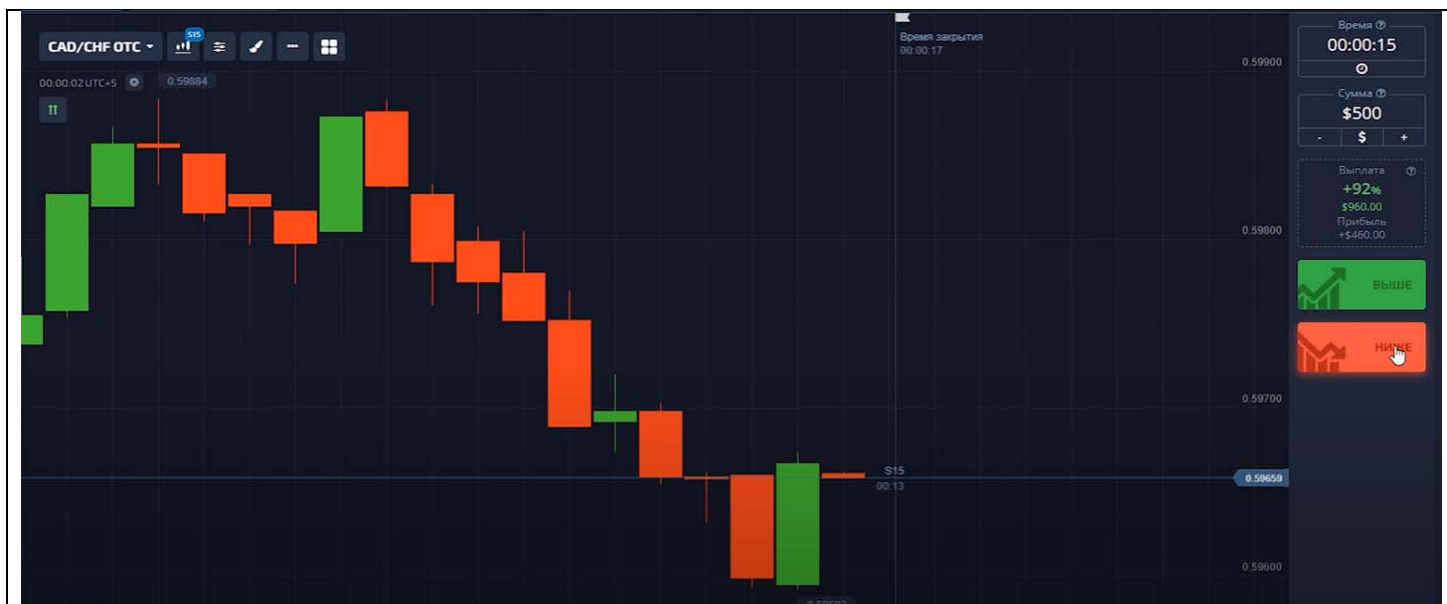 CAD/CHF OTC
S15
00:00:02 UTC+5
0.59884
Время закрытия
00:00:17
0.59900
0.59800
0.59700
S15
00:13
0.59659
0.59600
Время
00:00:15
Сумма
$500
- $ +
Выплата
+92%
$960.00
Прибыль
+$460.00
ВЫШЕ
НИЖЕ